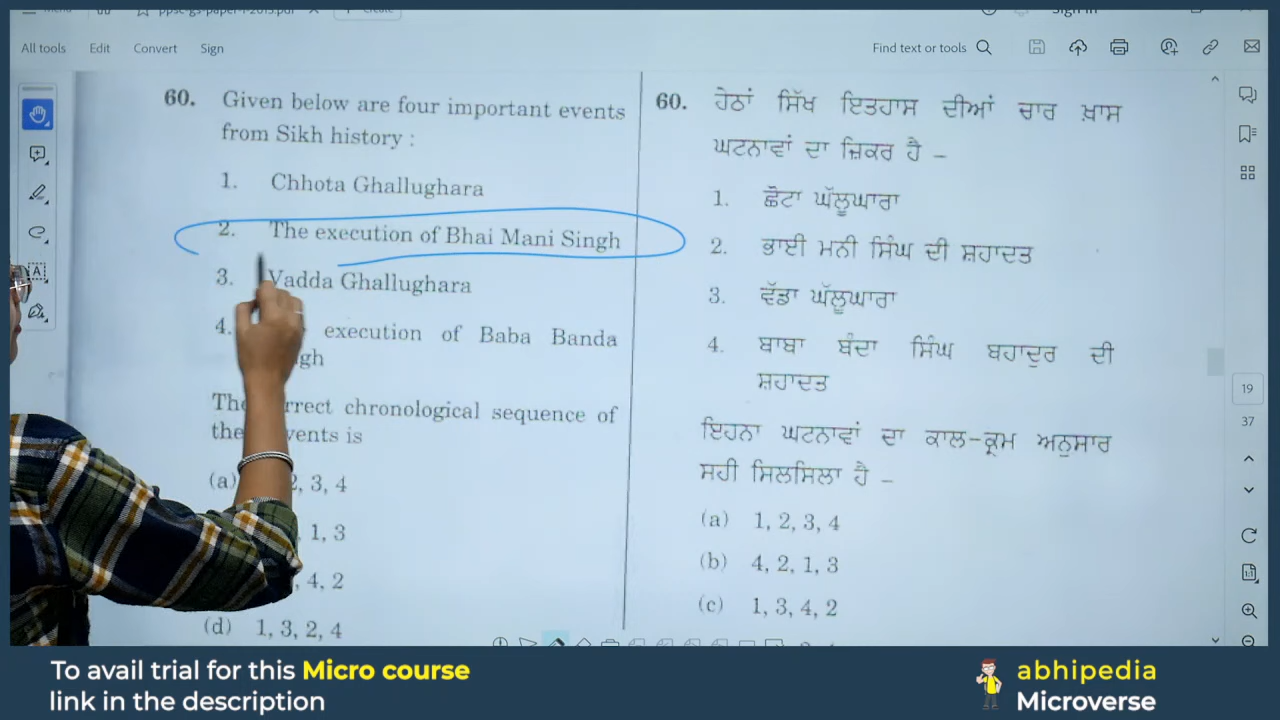 All tools Edit Convert Sign Find text or tools
60. Given below are four important events
from Sikh history :
1. Chhota Ghallughara
2. The execution of Bhai Mani Singh
3. Vadda Ghallughara
4. execution of Baba Banda
The correct chronological sequence of
is
(a) 2, 3, 4
1, 3
4, 2
(d) 1, 3, 2, 4
60. ਹੇਠਾਂ ਸਿੱਖ ਇਤਹਾਸ ਦੀਆਂ ਚਾਰ ਖ਼ਾਸ
ਘਟਨਾਵਾਂ ਦਾ ਜ਼ਿਕਰ ਹੈ –
1. ਛੋਟਾ ਘੱਲੂਘਾਰਾ
2. ਭਾਈ ਮਨੀ ਸਿੰਘ ਦੀ ਸ਼ਹਾਦਤ
3. ਵੱਡਾ ਘੱਲੂਘਾਰਾ
4. ਬਾਬਾ ਬੰਦਾ ਸਿੰਘ ਬਹਾਦੁਰ ਦੀ
ਸ਼ਹਾਦਤ
ਇਹਨਾ ਘਟਨਾਵਾਂ ਦਾ ਕਾਲ-ਕ੍ਰਮ ਅਨੁਸਾਰ
ਸਹੀ ਸਿਲਸਿਲਾ ਹੈ –
(a) 1, 2, 3, 4
(b) 4, 2, 1, 3
(c) 1, 3, 4, 2
19
37
To avail trial for this Micro course
link in the description
abhipedia
Microverse